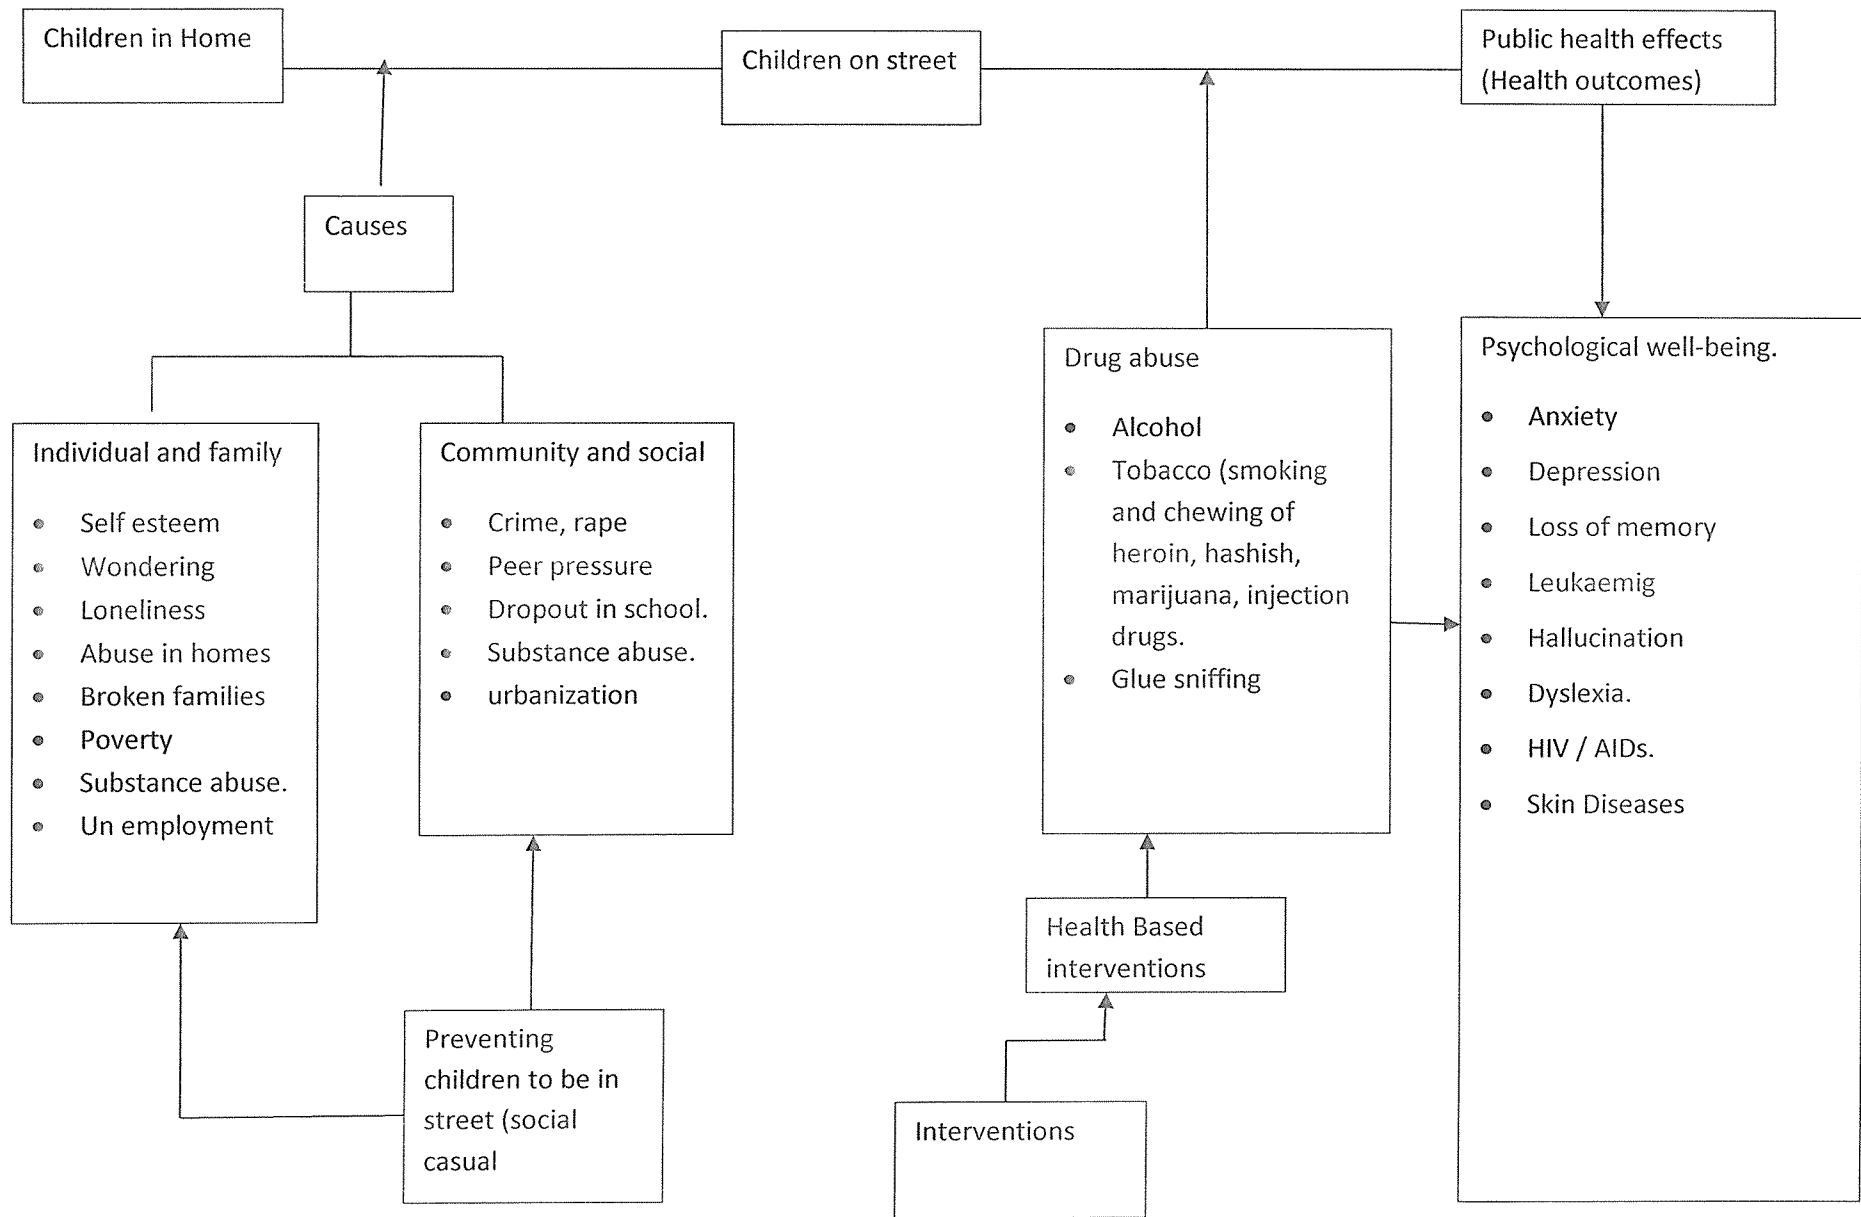 Children in Home
Children on street
Public health effects
(Health outcomes)
Causes
Individual and family
• Self esteem
• Wondering
• Loneliness
• Abuse in homes
• Broken families
• Poverty
• Substance abuse.
• Un employment
Community and social
• Crime, rape
• Peer pressure
• Dropout in school.
• Substance abuse.
• urbanization
Drug abuse
• Alcohol
• Tobacco (smoking
and chewing of
heroin, hashish,
marijuana, injection
drugs.
• Glue sniffing
Psychological well-being.
• Anxiety
• Depression
• Loss of memory
• Leukaemig
• Hallucination
• Dyslexia.
• HIV / AIDs.
• Skin Diseases
Health Based
interventions
Preventing
children to be in
street (social
casual
Interventions